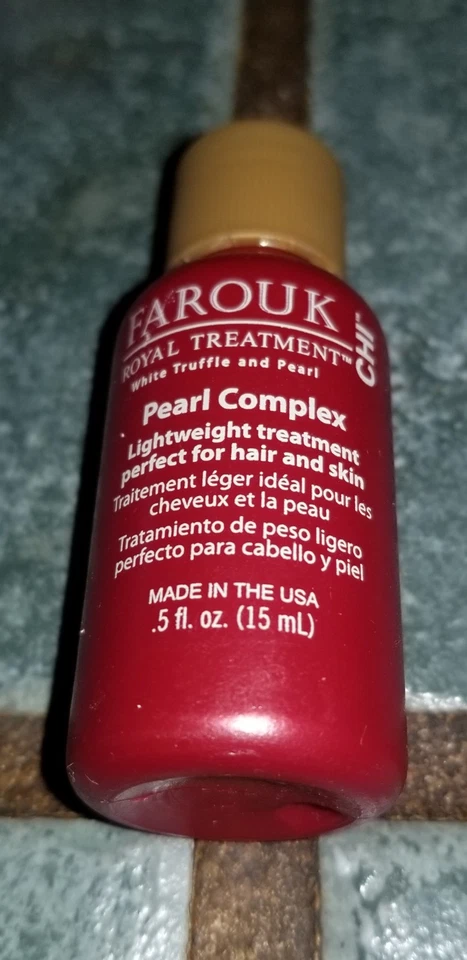 FAROUK
ROYAL TREATMENT™
CHI™
White Truffle and Pearl
Pearl Complex
Lightweight treatment
perfect for hair and skin
Traitement léger idéal pour les
cheveux et la peau
Tratamiento de peso ligero
perfecto para cabello y piel
MADE IN THE USA
.5 fl. oz. (15 mL)